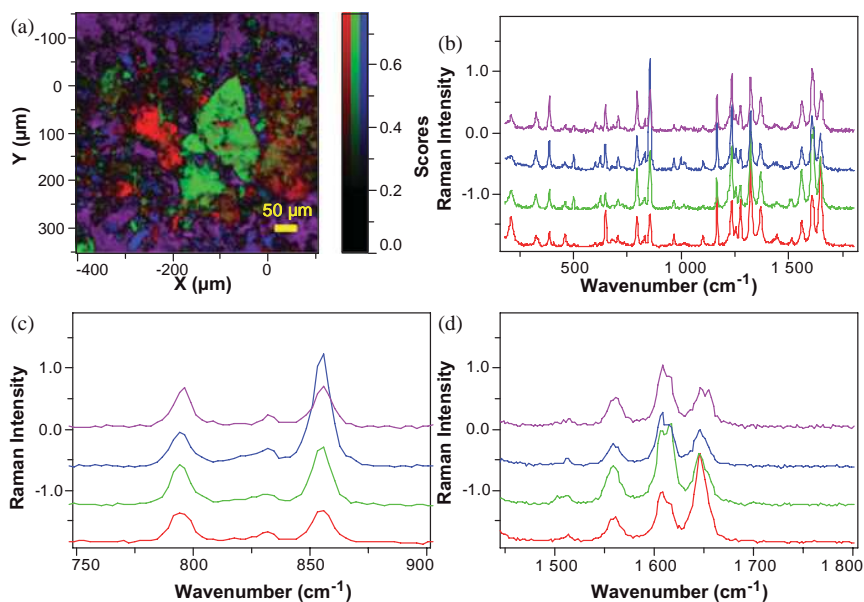 (a)
-150
0
50
100
200
300
Y (µm)
-400
-200
0
X (µm)
50 µm
0.6
0.4
0.2
0.0
Scores
(b)
1.0
0.0
-1.0
Raman Intensity
500
1 000
1 500
Wavenumber (cm-1)
(c)
1.0
0.0
-1.0
Raman Intensity
750
800
850
900
Wavenumber (cm-1)
(d)
1.0
0.0
-1.0
Raman Intensity
1 500
1 600
1 700
1 800
Wavenumber (cm-1)